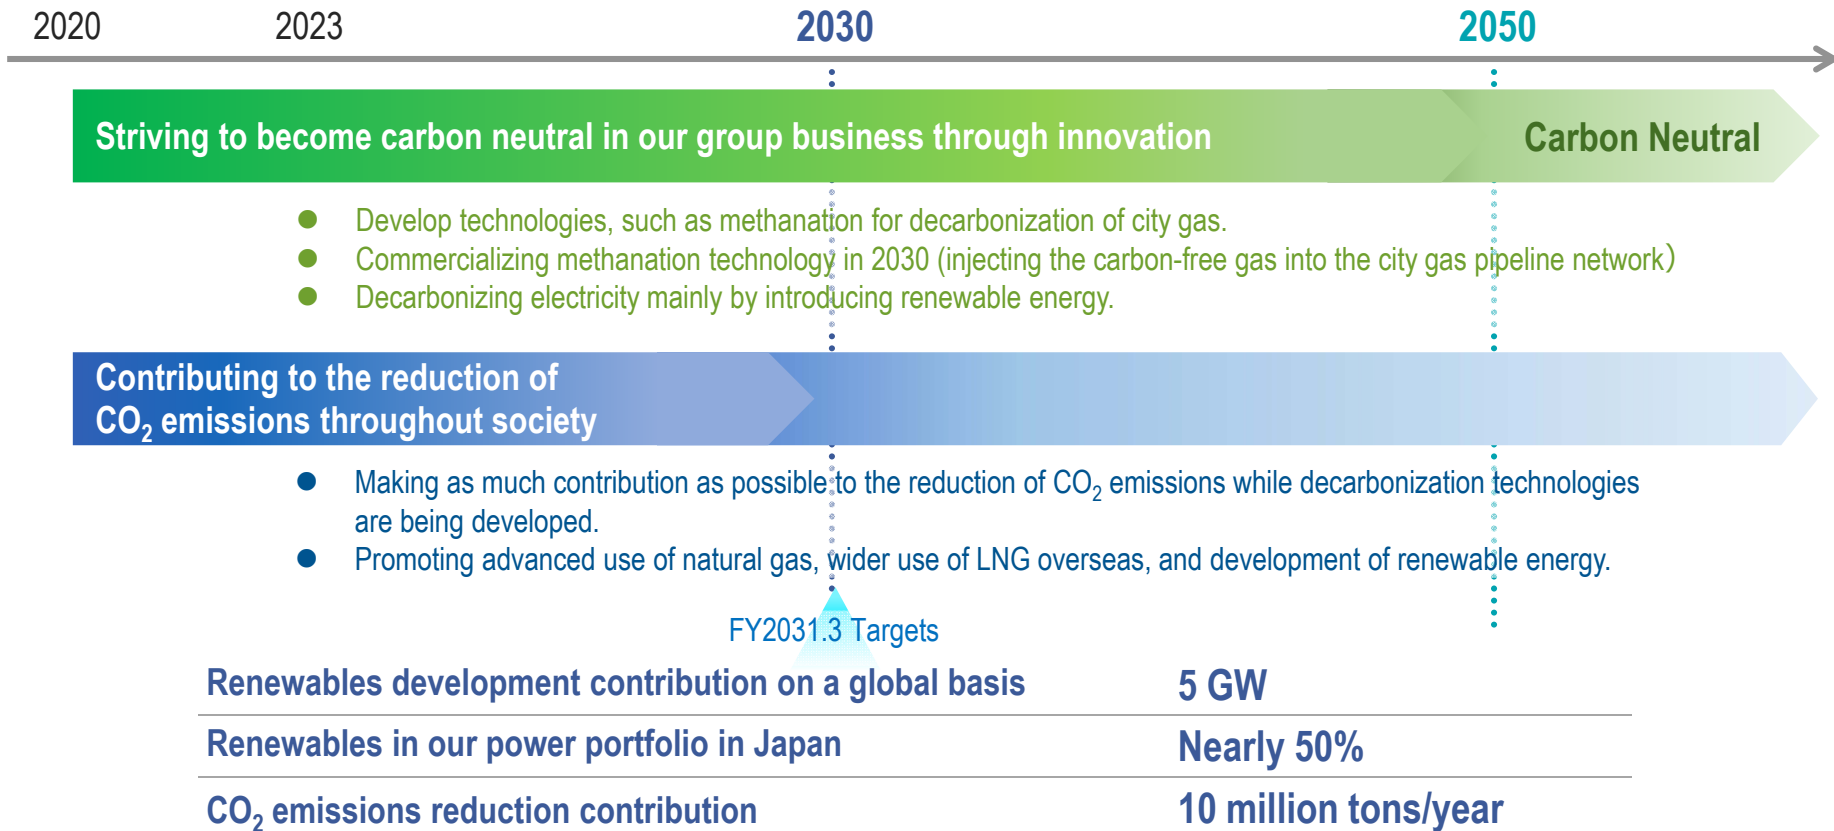 2020 2023 2030 2050
Striving to become carbon neutral in our group business through innovation
Carbon Neutral
● Develop technologies, such as methanation for decarbonization of city gas.
● Commercializing methanation technology in 2030 (injecting the carbon-free gas into the city gas pipeline network）
● Decarbonizing electricity mainly by introducing renewable energy.
Contributing to the reduction of
CO₂ emissions throughout society
● Making as much contribution as possible to the reduction of CO₂ emissions while decarbonization technologies
are being developed.
● Promoting advanced use of natural gas, wider use of LNG overseas, and development of renewable energy.
FY2031.3 Targets
Renewables development contribution on a global basis 5 GW
Renewables in our power portfolio in Japan Nearly 50%
CO₂ emissions reduction contribution 10 million tons/year